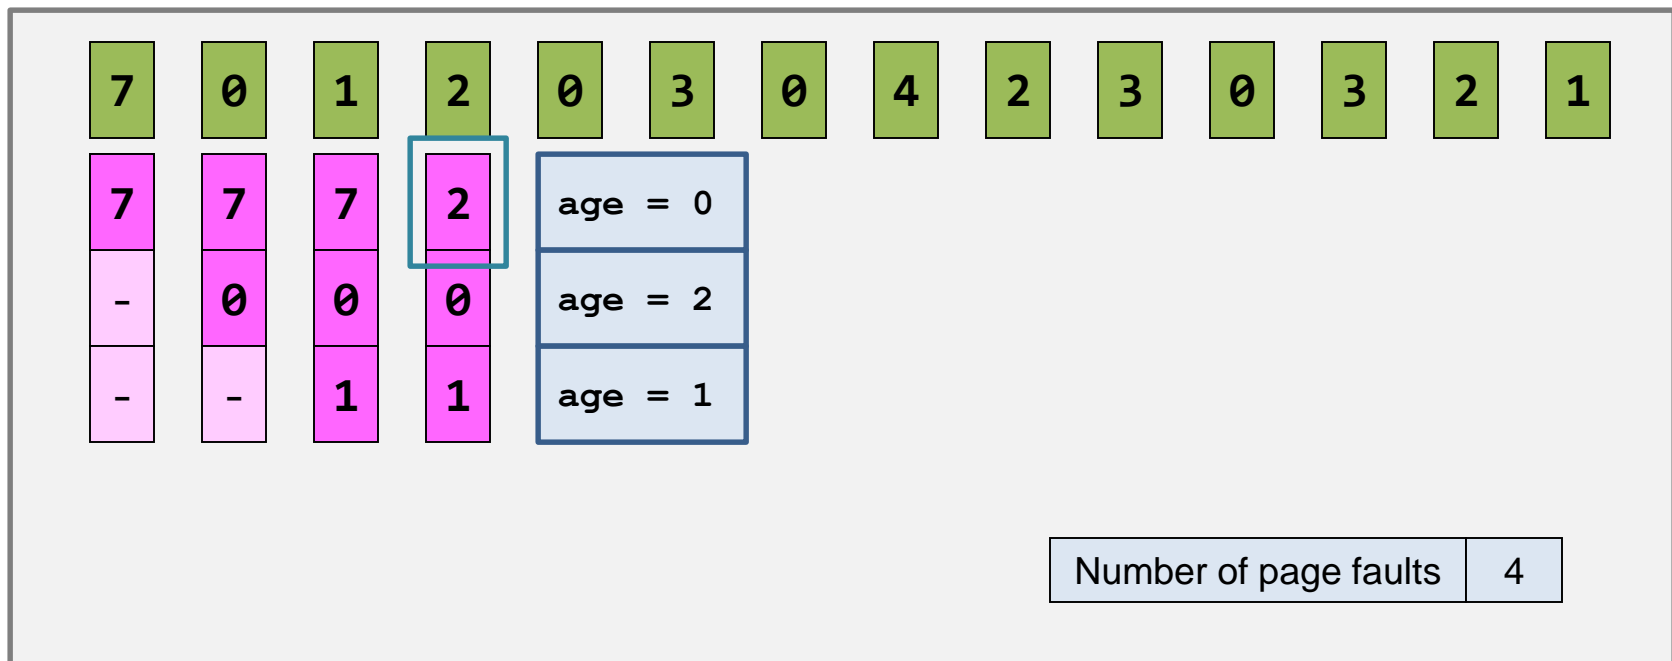 7 0 1 2 0 3 0 4 2 3 0 3 2 1
7 7 7 2 age = 0
- 0 0 0 age = 2
- - 1 1 age = 1
Number of page faults 4